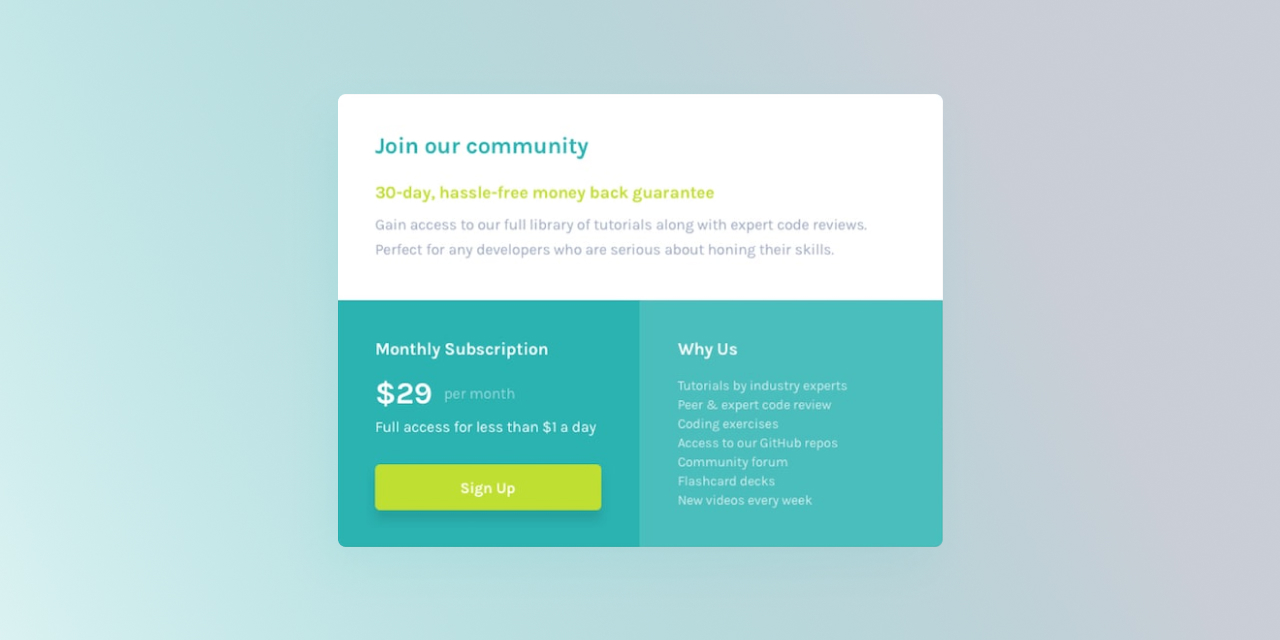 Join our community
30-day, hassle-free money back guarantee
Gain access to our full library of tutorials along with expert code reviews.
Perfect for any developers who are serious about honing their skills.
Monthly Subscription
$29 per month
Full access for less than $1 a day
Sign Up
Why Us
Tutorials by industry experts
Peer & expert code review
Coding exercises
Access to our GitHub repos
Community forum
Flashcard decks
New videos every week